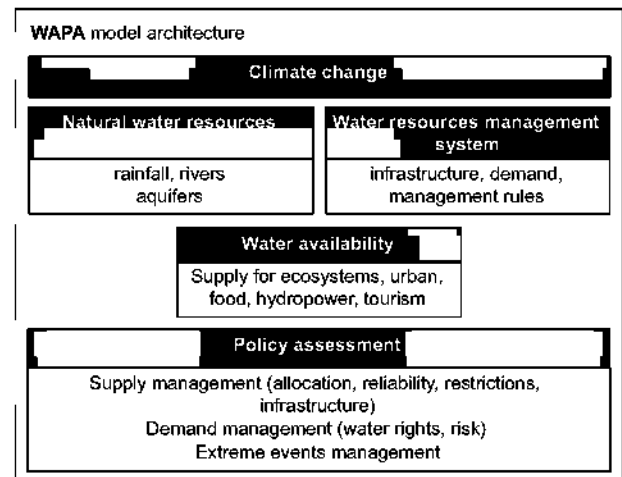 WAPA model architecture
Climate change
Natural water resources
rainfall, rivers
aquifers
Water resources management
system
infrastructure, demand,
management rules
Water availability
Supply for ecosystems, urban,
food, hydropower, tourism
Policy assessment
Supply management (allocation, reliability, restrictions,
infrastructure)
Demand management (water rights, risk)
Extreme events management